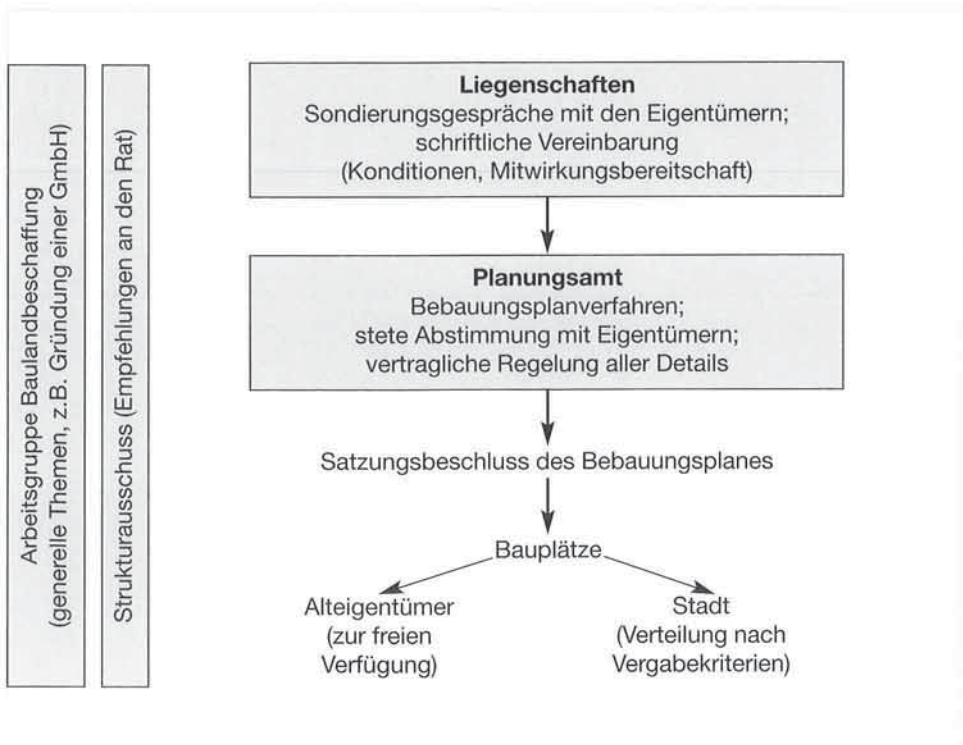 Arbeitsgruppe Baulandbeschaffung
(generelle Themen, z.B. Gründung einer GmbH)
Strukturausschuss (Empfehlungen an den Rat)
Liegenschaften
Sondierungsgespräche mit den Eigentümern;
schriftliche Vereinbarung
(Konditionen, Mitwirkungsbereitschaft)
Planungsamt
Bebauungsplanverfahren;
stete Abstimmung mit Eigentümern;
vertragliche Regelung aller Details
Satzungsbeschluss des Bebauungsplanes
Bauplätze
Alteigentümer
(zur freien
Verfügung)
Stadt
(Verteilung nach
Vergabekriterien)